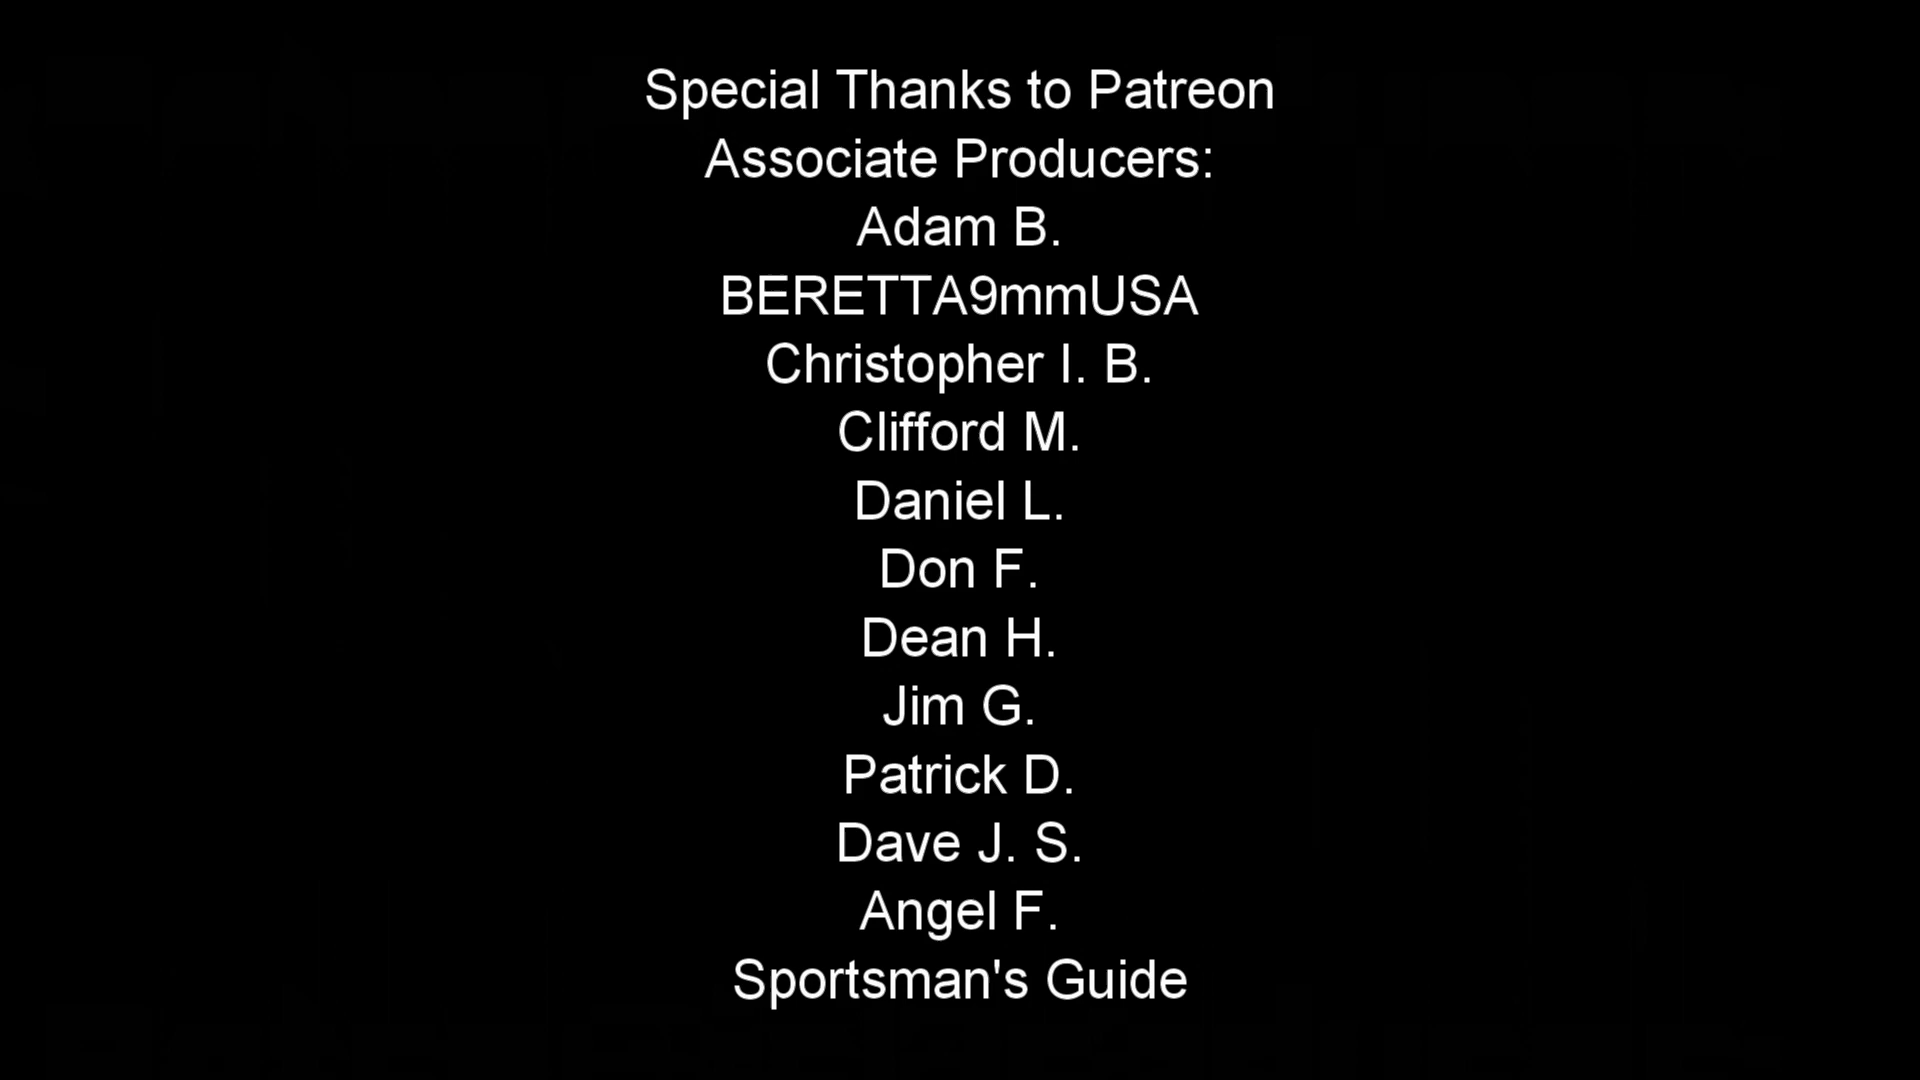 Special Thanks to Patreon
Associate Producers:
Adam B.
BERETTA9mmUSA
Christopher I. B.
Clifford M.
Daniel L.
Don F.
Dean H.
Jim G.
Patrick D.
Dave J. S.
Angel F.
Sportsman's Guide